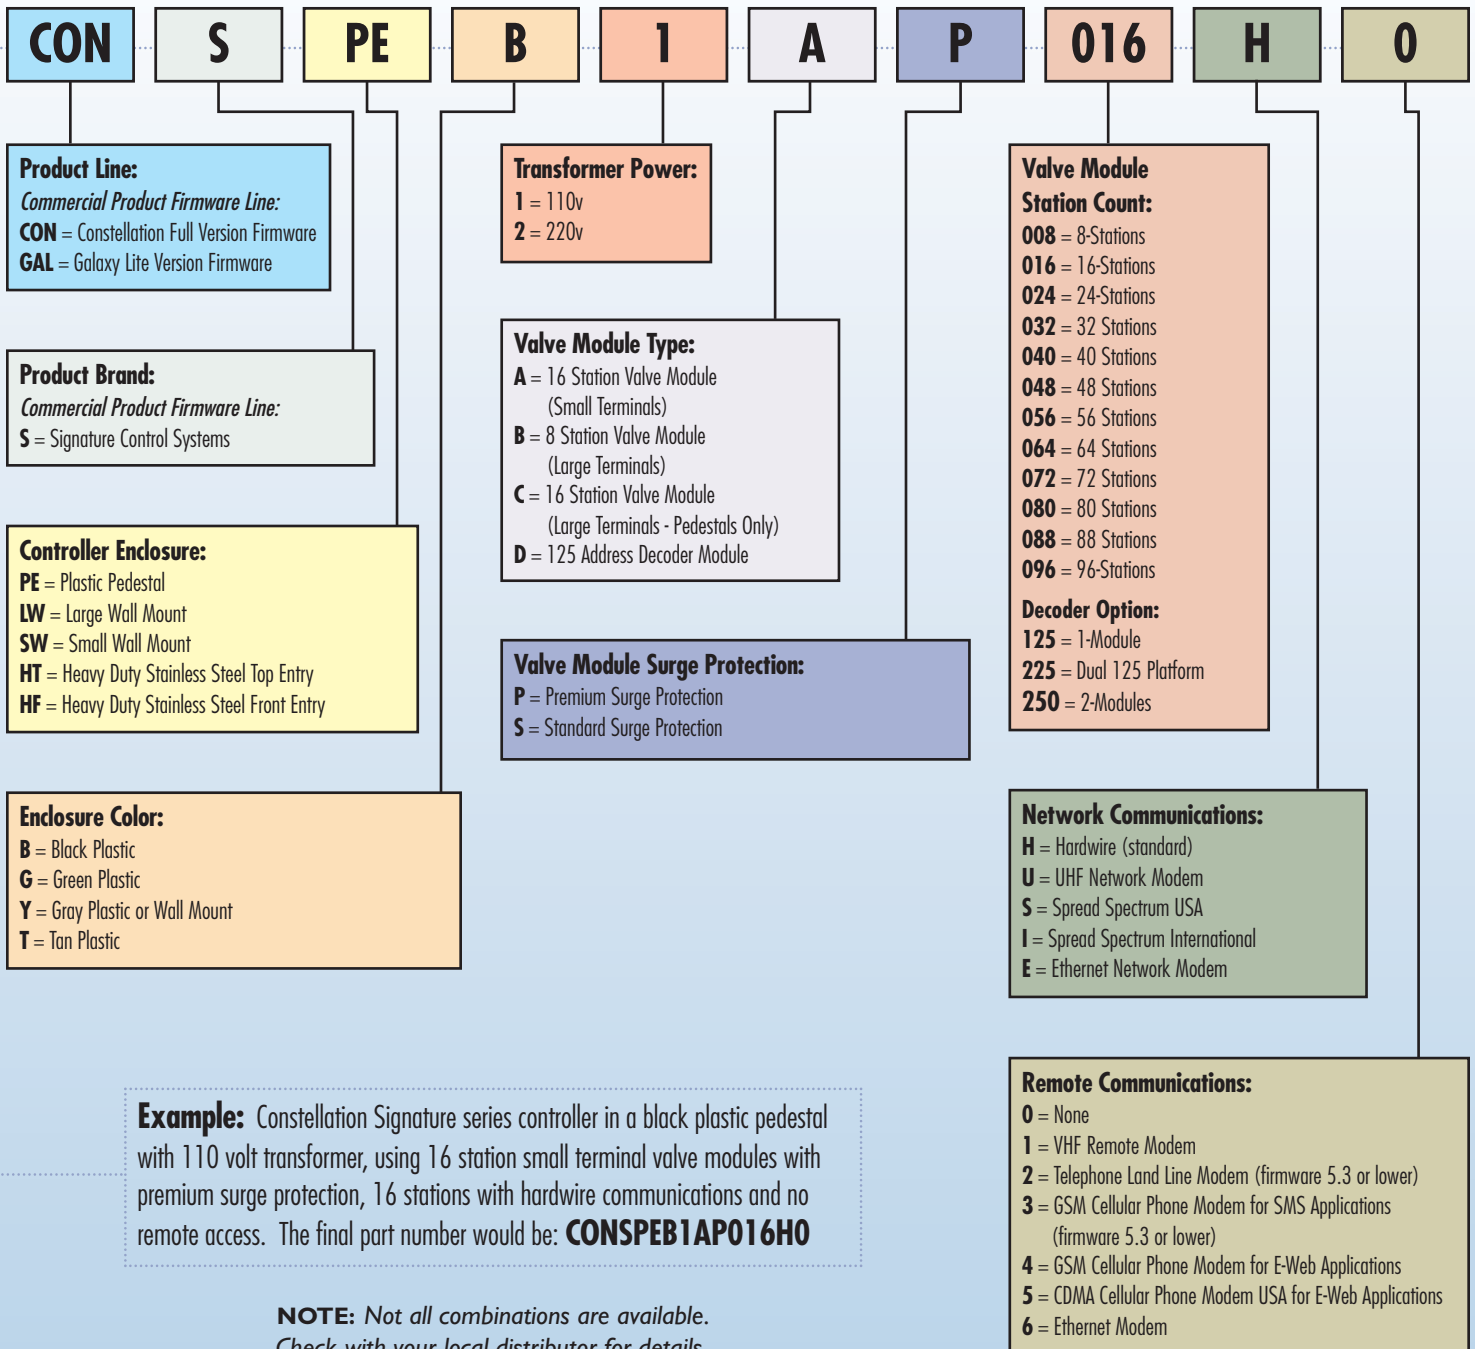 CON S PE B 1 A P 016 H 0
Product Line:
Commercial Product Firmware Line:
CON = Constellation Full Version Firmware
GAL = Galaxy Lite Version Firmware
Product Brand:
Commercial Product Firmware Line:
S = Signature Control Systems
Controller Enclosure:
PE = Plastic Pedestal
LW = Large Wall Mount
SW = Small Wall Mount
HT = Heavy Duty Stainless Steel Top Entry
HF = Heavy Duty Stainless Steel Front Entry
Enclosure Color:
B = Black Plastic
G = Green Plastic
Y = Gray Plastic or Wall Mount
T = Tan Plastic
Transformer Power:
1 = 110v
2 = 220v
Valve Module Type:
A = 16 Station Valve Module
(Small Terminals)
B = 8 Station Valve Module
(Large Terminals)
C = 16 Station Valve Module
(Large Terminals - Pedestals Only)
D = 125 Address Decoder Module
Valve Module Surge Protection:
P = Premium Surge Protection
S = Standard Surge Protection
Valve Module
Station Count:
008 = 8-Stations
016 = 16-Stations
024 = 24-Stations
032 = 32 Stations
040 = 40 Stations
048 = 48 Stations
056 = 56 Stations
064 = 64 Stations
072 = 72 Stations
080 = 80 Stations
088 = 88 Stations
096 = 96-Stations
Decoder Option:
125 = 1-Module
225 = Dual 125 Platform
250 = 2-Modules
Network Communications:
H = Hardwire (standard)
U = UHF Network Modem
S = Spread Spectrum USA
I = Spread Spectrum International
E = Ethernet Network Modem
Remote Communications:
0 = None
1 = VHF Remote Modem
2 = Telephone Land Line Modem (firmware 5.3 or lower)
3 = GSM Cellular Phone Modem for SMS Applications
(firmware 5.3 or lower)
4 = GSM Cellular Phone Modem for E-Web Applications
5 = CDMA Cellular Phone Modem USA for E-Web Applications
6 = Ethernet Modem
Example: Constellation Signature series controller in a black plastic pedestal
with 110 volt transformer, using 16 station small terminal valve modules with
premium surge protection, 16 stations with hardwire communications and no
remote access. The final part number would be: CONSPEB1AP016H0
NOTE: Not all combinations are available.
Check with your local distributor for details.